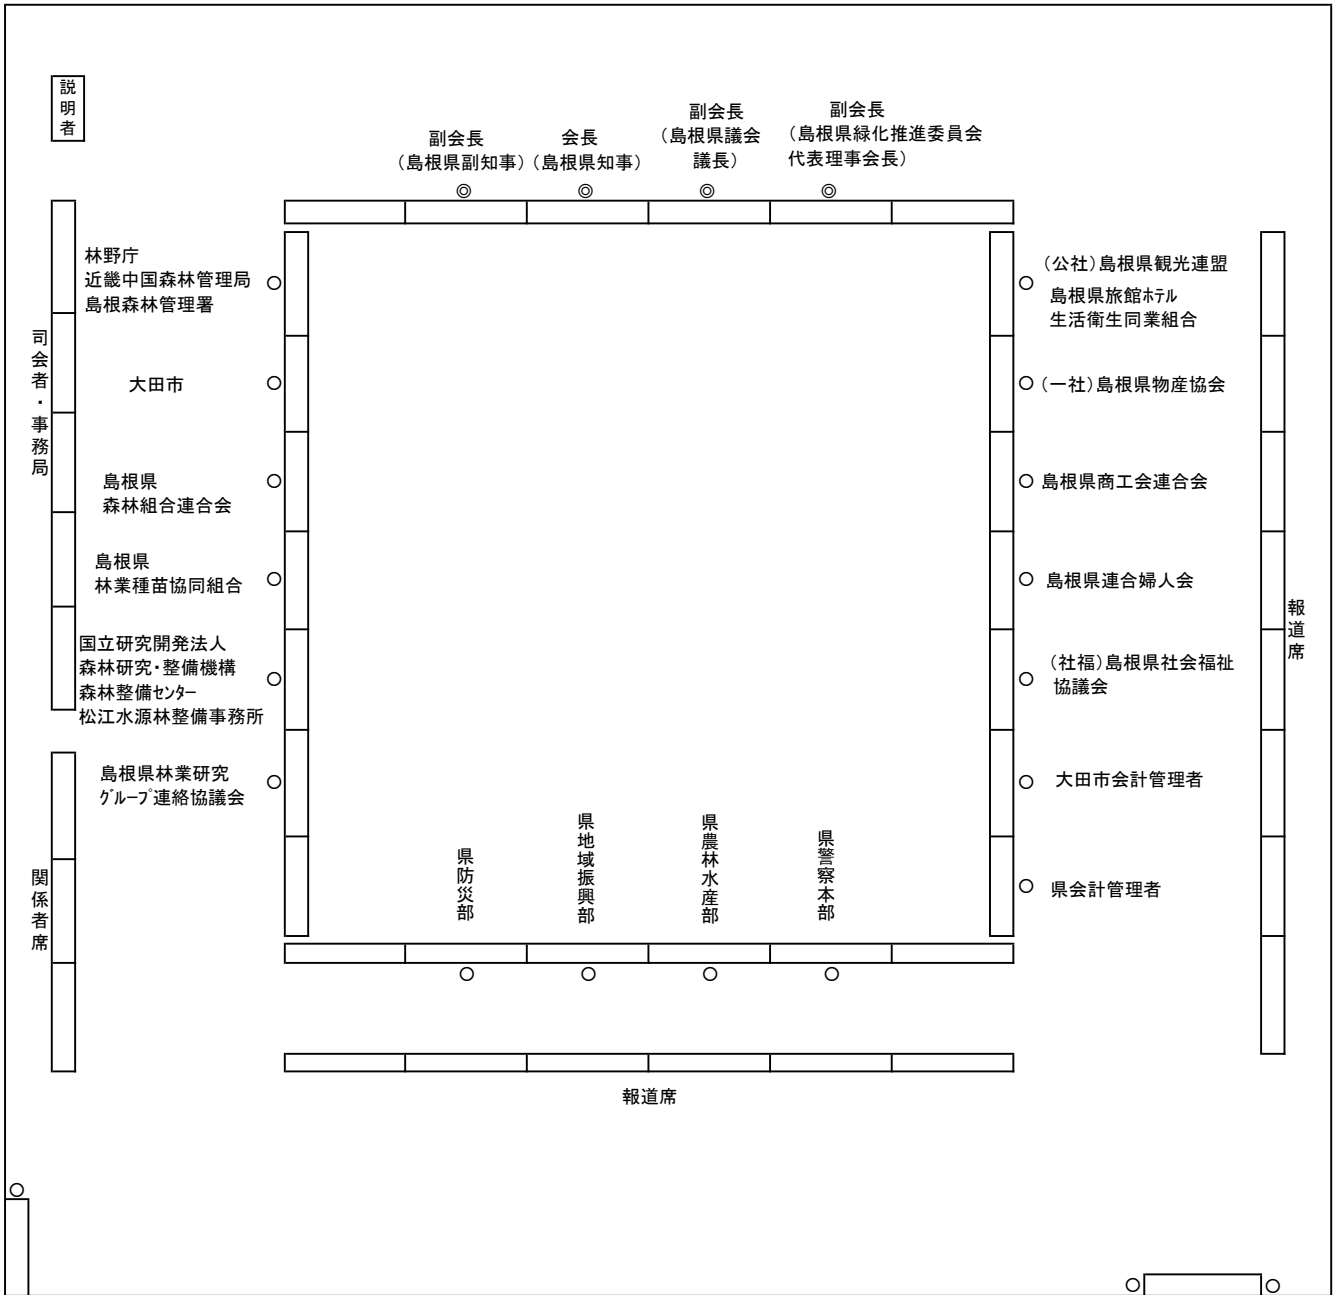 説明者
副会長
(島根県副知事)
会長
(島根県知事)
副会長
(島根県議会
議長)
副会長
(島根県緑化推進委員会
代表理事会長)
◎ ◎ ◎ ◎
司会者・事務局
林野庁
近畿中国森林管理局
島根森林管理署
○
大田市 ○
島根県
森林組合連合会
○
島根県
林業種苗協同組合
○
国立研究開発法人
森林研究・整備機構
森林整備ｾﾝﾀｰ
松江水源林整備事務所
○
島根県林業研究
ｸﾞﾙｰﾌﾟ連絡協議会
○
関係者席
○ (公社)島根県観光連盟
島根県旅館ﾎﾃﾙ
生活衛生同業組合
○ (一社)島根県物産協会
○ 島根県商工会連合会
○ 島根県連合婦人会
○ (社福)島根県社会福祉
協議会
○ 大田市会計管理者
○ 県会計管理者
報道席
県防災部
県地域振興部
県農林水産部
県警察本部
○ ○ ○ ○
報道席
○
○ ○